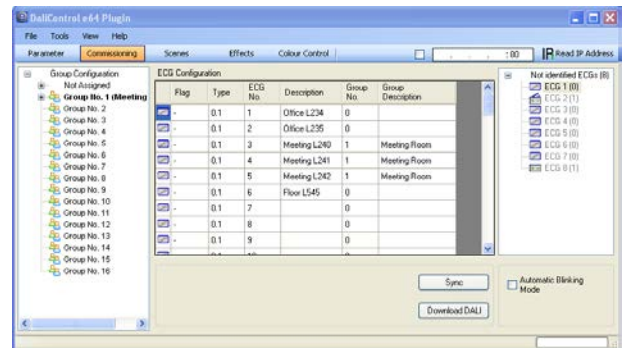 DaliControl e64 Plugin
File Tools View Help
Parameter Commissioning Scenes Effects Colour Control : 80 Read IP Address
Group Configuration
Not Assigned
Group No. 1 (Meeting
Group No. 2
Group No. 3
Group No. 4
Group No. 5
Group No. 6
Group No. 7
Group No. 8
Group No. 9
Group No. 10
Group No. 11
Group No. 12
Group No. 13
Group No. 14
Group No. 15
Group No. 16
ECG Configuration
Flag Type ECG No. Description Group No. Group Description
- 0.1 1 Office L234 0
- 0.1 2 Office L235 0
- 0.1 3 Meeting L240 1 Meeting Room
- 0.1 4 Meeting L241 1 Meeting Room
- 0.1 5 Meeting L242 1 Meeting Room
- 0.1 6 Floor L545 0
- 0.1 7 0
- 0.1 8 0
- 0.1 9 0
Sync
Download DALI
Not identified ECGs (8)
ECG 1 (0)
ECG 2 (1)
ECG 3 (0)
ECG 4 (0)
ECG 5 (0)
ECG 6 (0)
ECG 7 (0)
ECG 8 (1)
Automatic Blinking
Mode